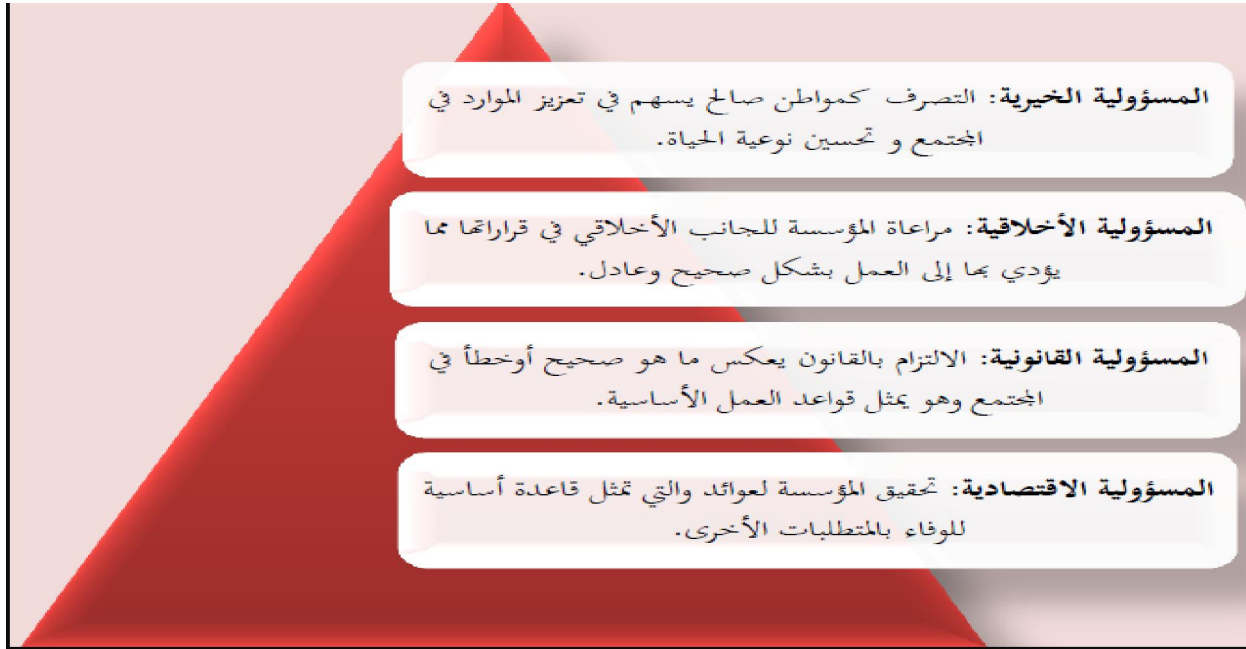 المسؤولية الخيرية: التصرف كمواطن صالح يسهم في تعزيز الموارد في
المجتمع و تحسين نوعية الحياة.
المسؤولية الأخلاقية: مراعاة المؤسسة للجانب الأخلاقي في قراراتها مما
يؤدي بها إلى العمل بشكل صحيح وعادل.
المسؤولية القانونية: الالتزام بالقانون يعكس ما هو صحيح أوخطأ في
المجتمع وهو يمثل قواعد العمل الأساسية.
المسؤولية الاقتصادية: تحقيق المؤسسة لعوائد والتي تمثل قاعدة أساسية
للوفاء بالمتطلبات الأخرى.